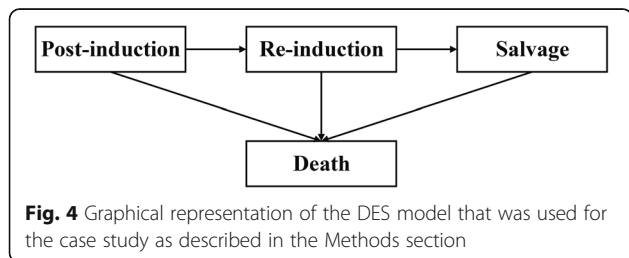 Post-induction Re-induction Salvage
Death
Fig. 4 Graphical representation of the DES model that was used for
the case study as described in the Methods section